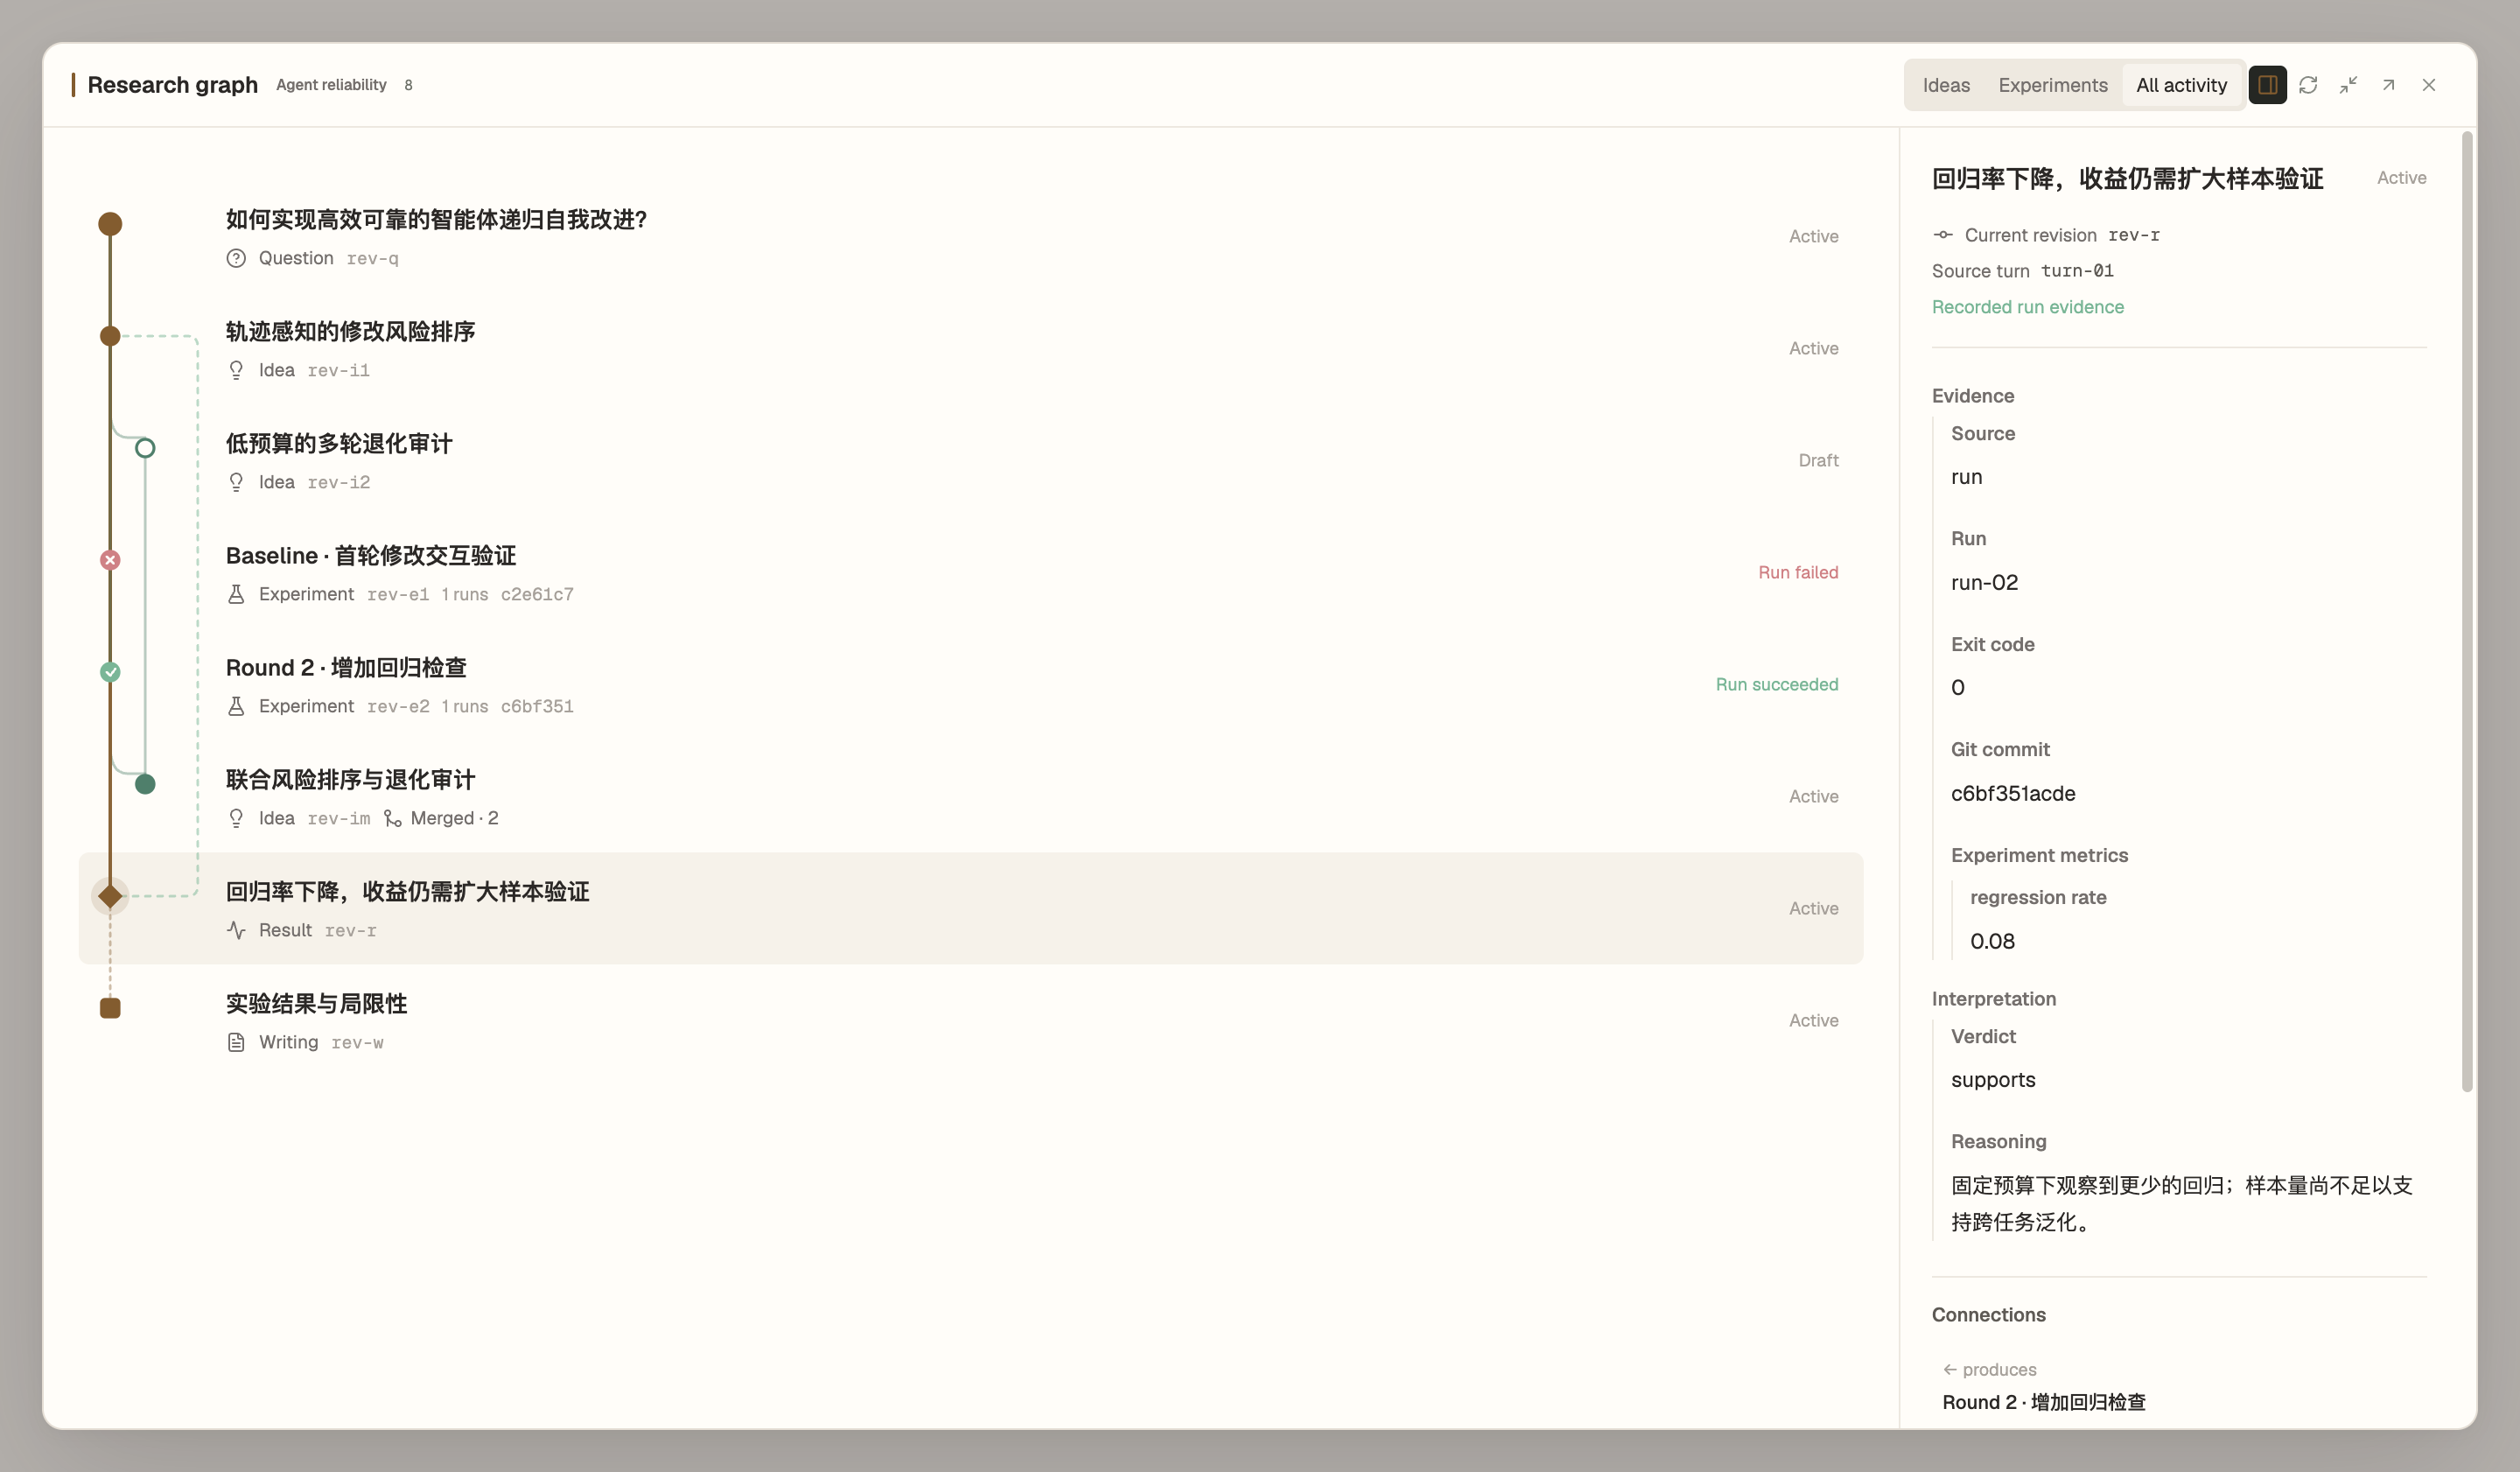 Research graph Agent reliability 8
Ideas Experiments All activity
如何实现高效可靠的智能体递归自我改进?
Question rev-q
Active
轨迹感知的修改风险排序
Idea rev-i1
Active
低预算的多轮退化审计
Idea rev-i2
Draft
Baseline · 首轮修改交互验证
Experiment rev-e1 1 runs c2e61c7
Run failed
Round 2 · 增加回归检查
Experiment rev-e2 1 runs c6bf351
Run succeeded
联合风险排序与退化审计
Idea rev-im Merged · 2
Active
回归率下降，收益仍需扩大样本验证
Result rev-r
Active
实验结果与局限性
Writing rev-w
Active
回归率下降，收益仍需扩大样本验证 Active
Current revision rev-r
Source turn turn-01
Recorded run evidence
Evidence
Source
run
Run
run-02
Exit code
0
Git commit
c6bf351acde
Experiment metrics
regression rate
0.08
Interpretation
Verdict
supports
Reasoning
固定预算下观察到更少的回归；样本量尚不足以支
持跨任务泛化。
Connections
← produces
Round 2 · 增加回归检查